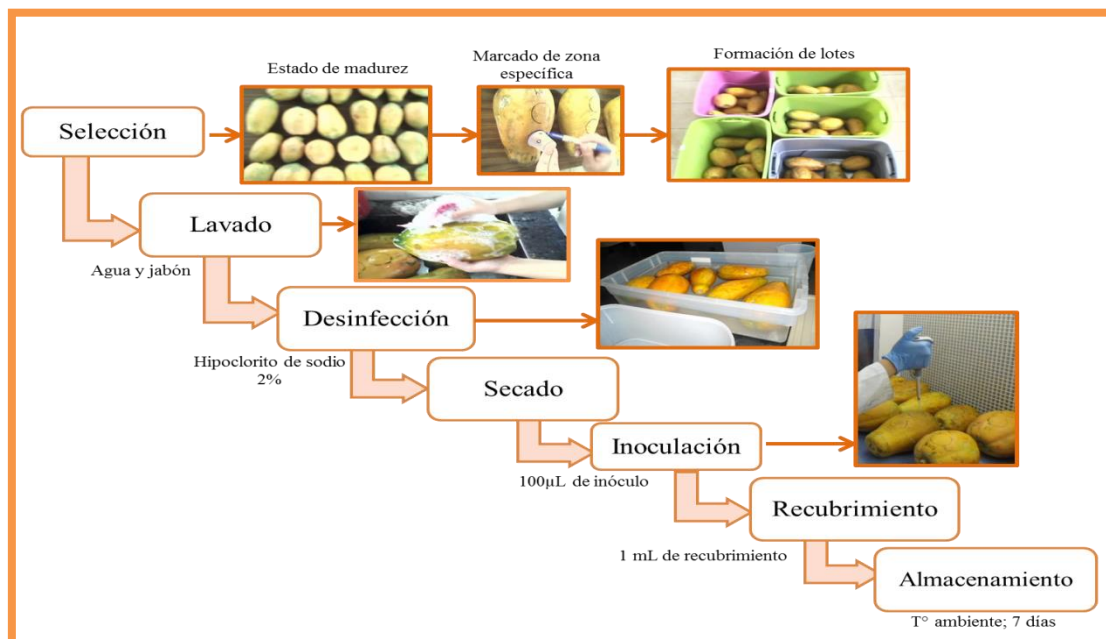 Estado de madurez
Marcado de zona
específica
Formación de lotes
Selección
Lavado
Agua y jabón
Desinfección
Hipoclorito de sodio
2%
Secado
Inoculación
100µL de inóculo
Recubrimiento
1 mL de recubrimiento
Almacenamiento
T° ambiente; 7 días